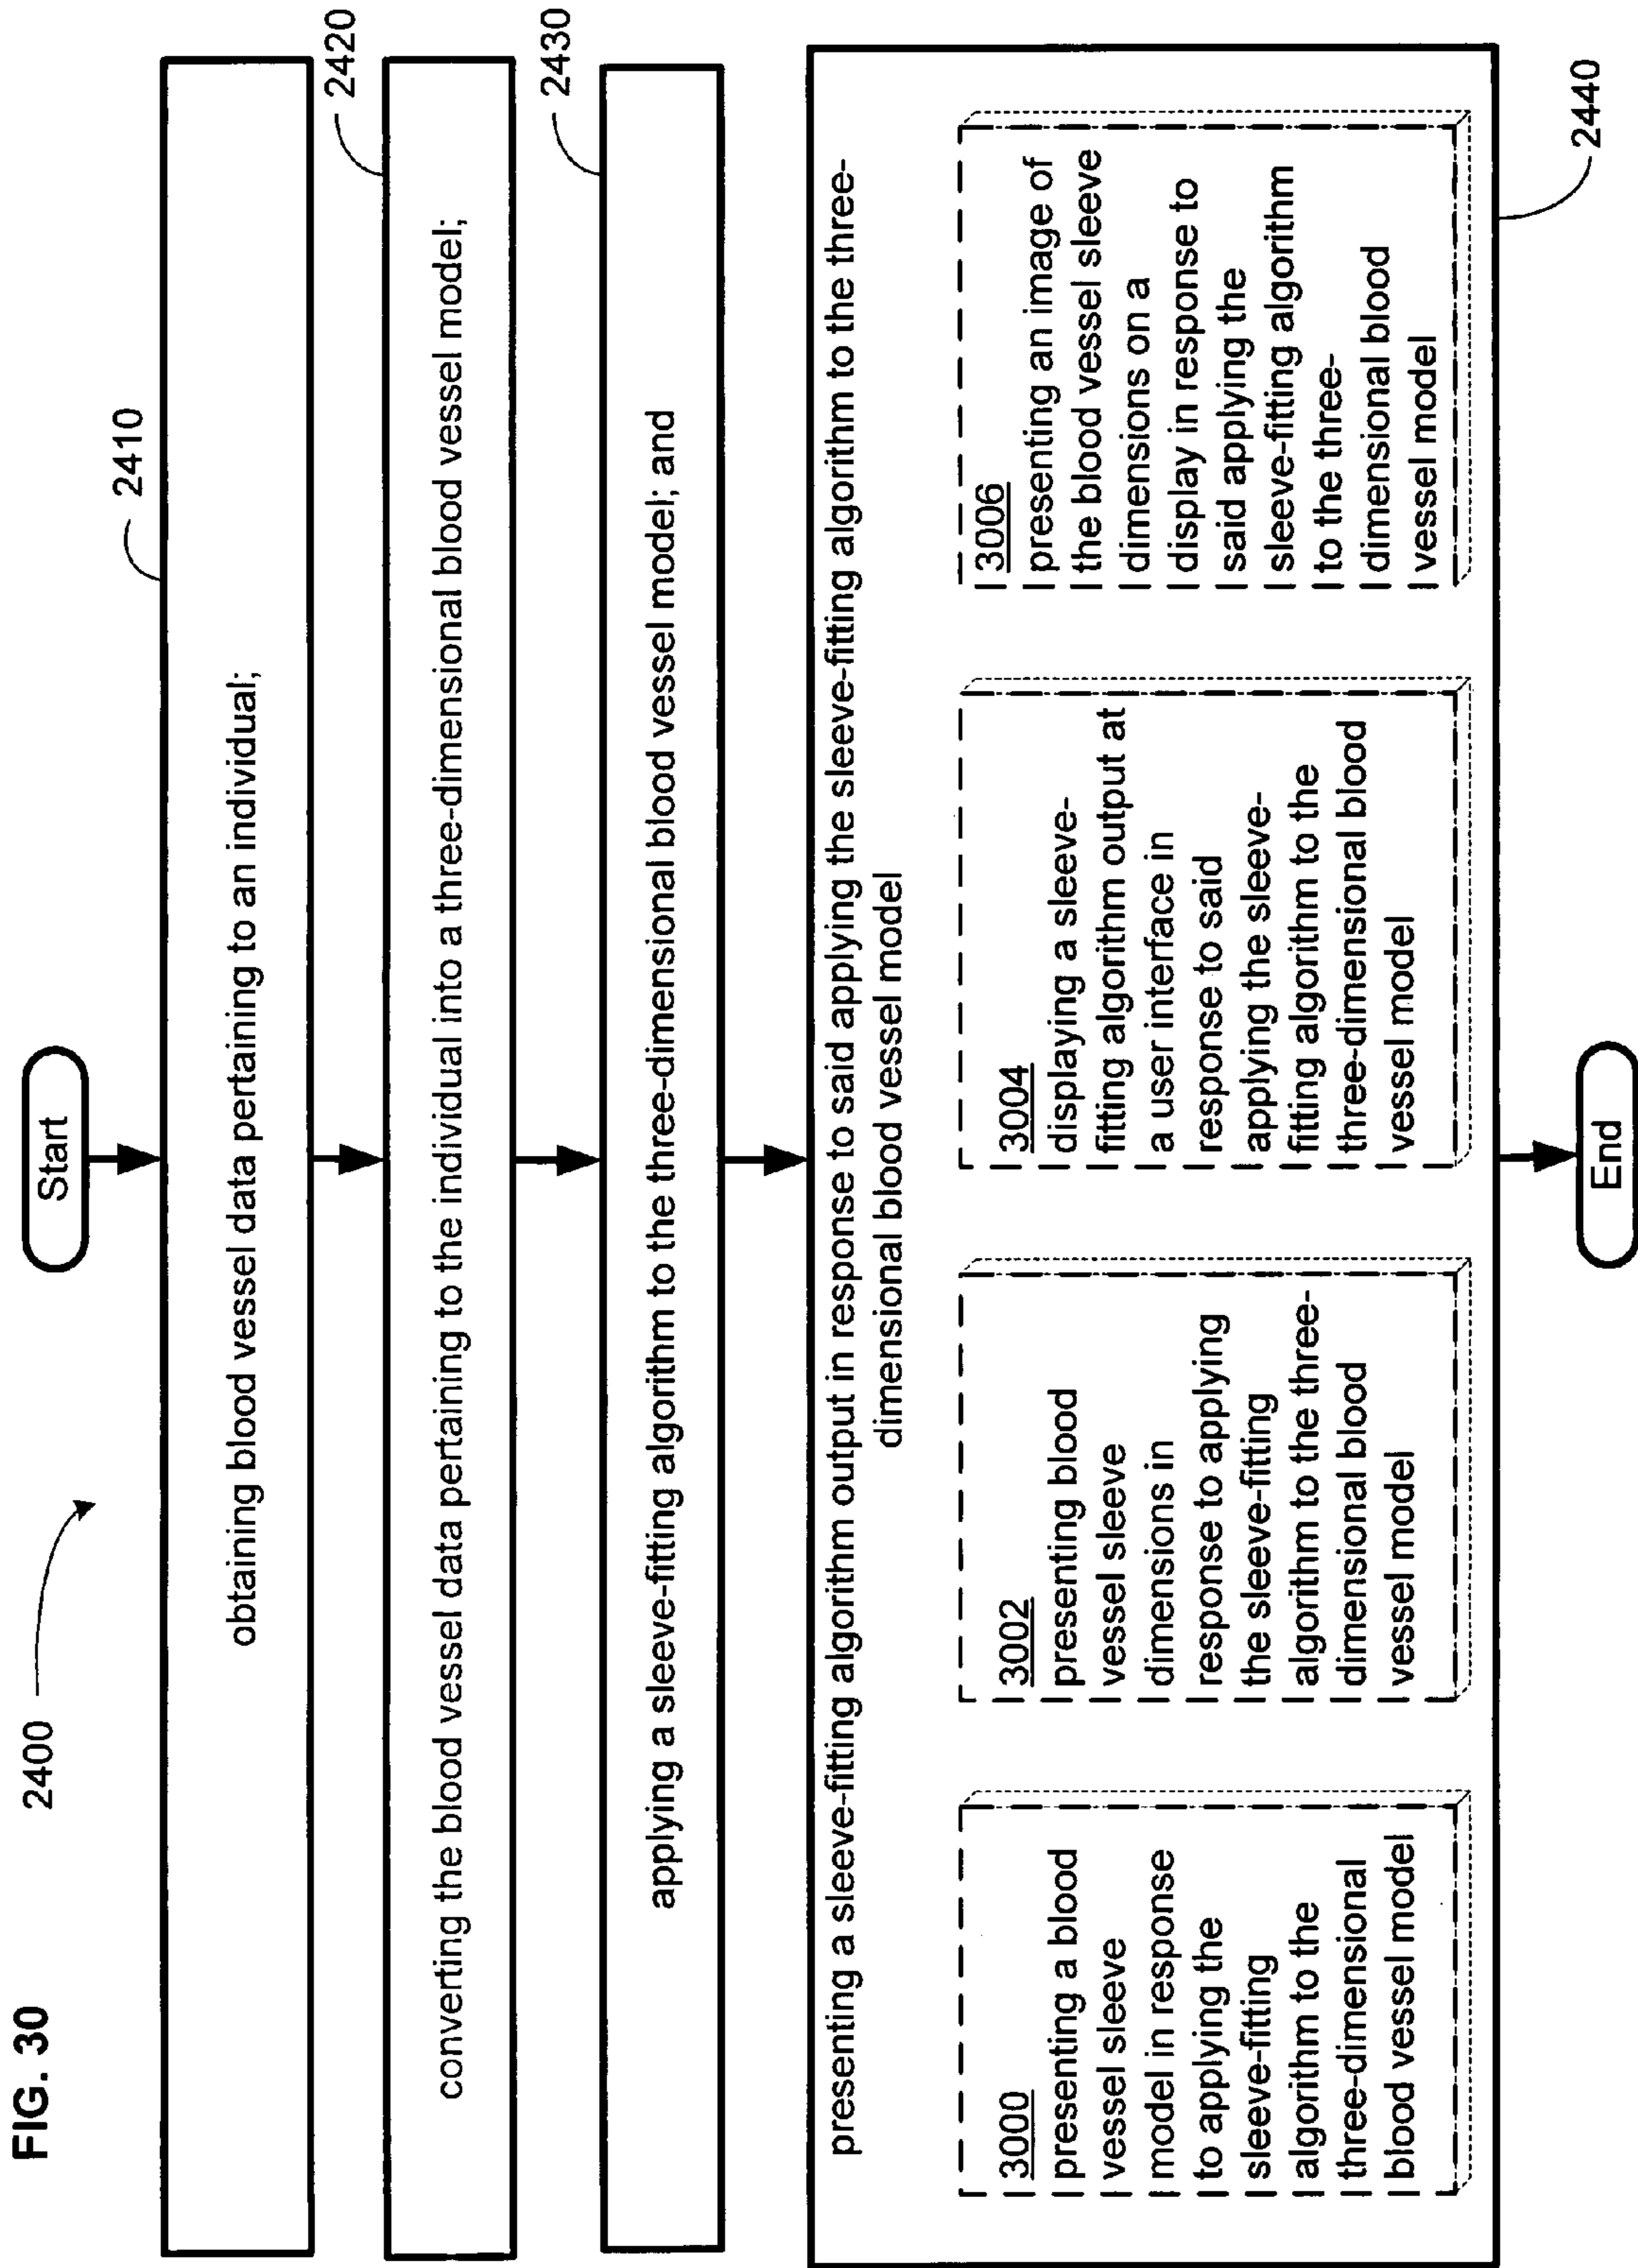 FIG. 30
2400
Start
2410
obtaining blood vessel data pertaining to an individual;
2420
converting the blood vessel data pertaining to the individual into a three-dimensional blood vessel model;
2430
applying a sleeve-fitting algorithm to the three-dimensional blood vessel model; and
presenting a sleeve-fitting algorithm output in response to said applying the sleeve-fitting algorithm to the three-
dimensional blood vessel model
3000
presenting a blood
vessel sleeve
model in response
to applying the
sleeve-fitting
algorithm to the
three-dimensional
blood vessel model
3002
presenting blood
vessel sleeve
dimensions in
response to applying
the sleeve-fitting
algorithm to the three-
dimensional blood
vessel model
3004
displaying a sleeve-
fitting algorithm output at
a user interface in
response to said
applying the sleeve-
fitting algorithm to the
three-dimensional blood
vessel model
3006
presenting an image of
the blood vessel sleeve
dimensions on a
display in response to
said applying the
sleeve-fitting algorithm
to the three-
dimensional blood
vessel model
2440
End